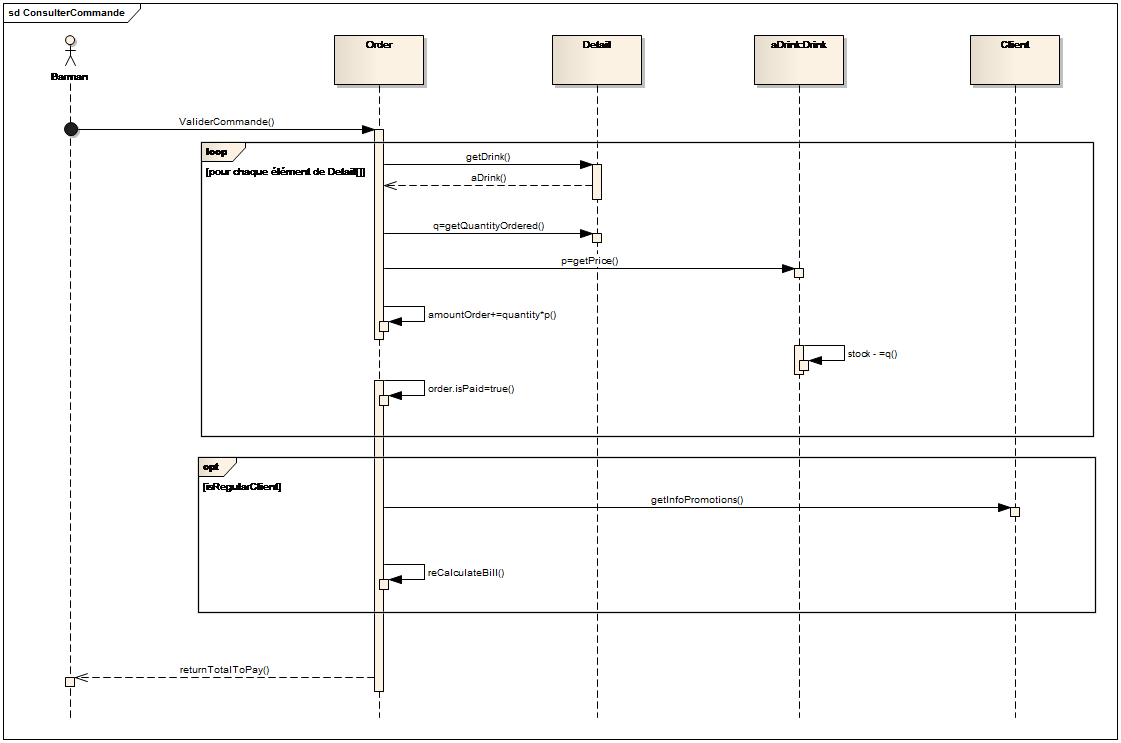 sd ConsulterCommande
Barman
Order
Detail
aDrink:Drink
Client
ValiderCommande()
loop
[pour chaque élément de Detail[]]
getDrink()
aDrink()
q=getQuantityOrdered()
p=getPrice()
amountOrder+=quantity*p()
stock - =q()
order.isPaid=true()
opt
[isRegularClient]
getInfoPromotions()
reCalculateBill()
returnTotalToPay()